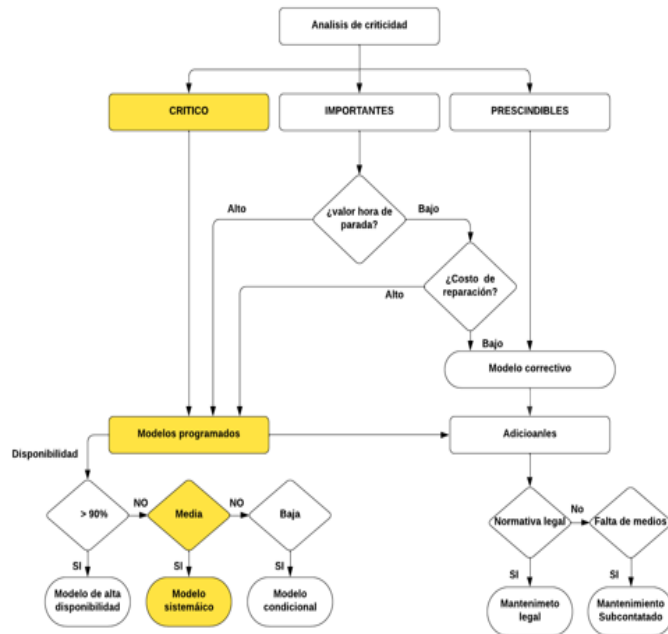 Analisis de criticidad
CRITICO
IMPORTANTES
PRESCINDIBLES
Alto
¿valor hora de
parada?
Bajo
¿Costo de
reparación?
Alto
Bajo
Modelo correctivo
Modelos programados
Adicioanles
Disponibilidad
> 90%
NO
Media
NO
Baja
Normativa legal
No
Falta de medios
SI
SI
SI
SI
SI
Modelo de alta
disponibilidad
Modelo
sistemáico
Modelo
condicional
Mantenimeto
legal
Mantenimiento
Subcontatado